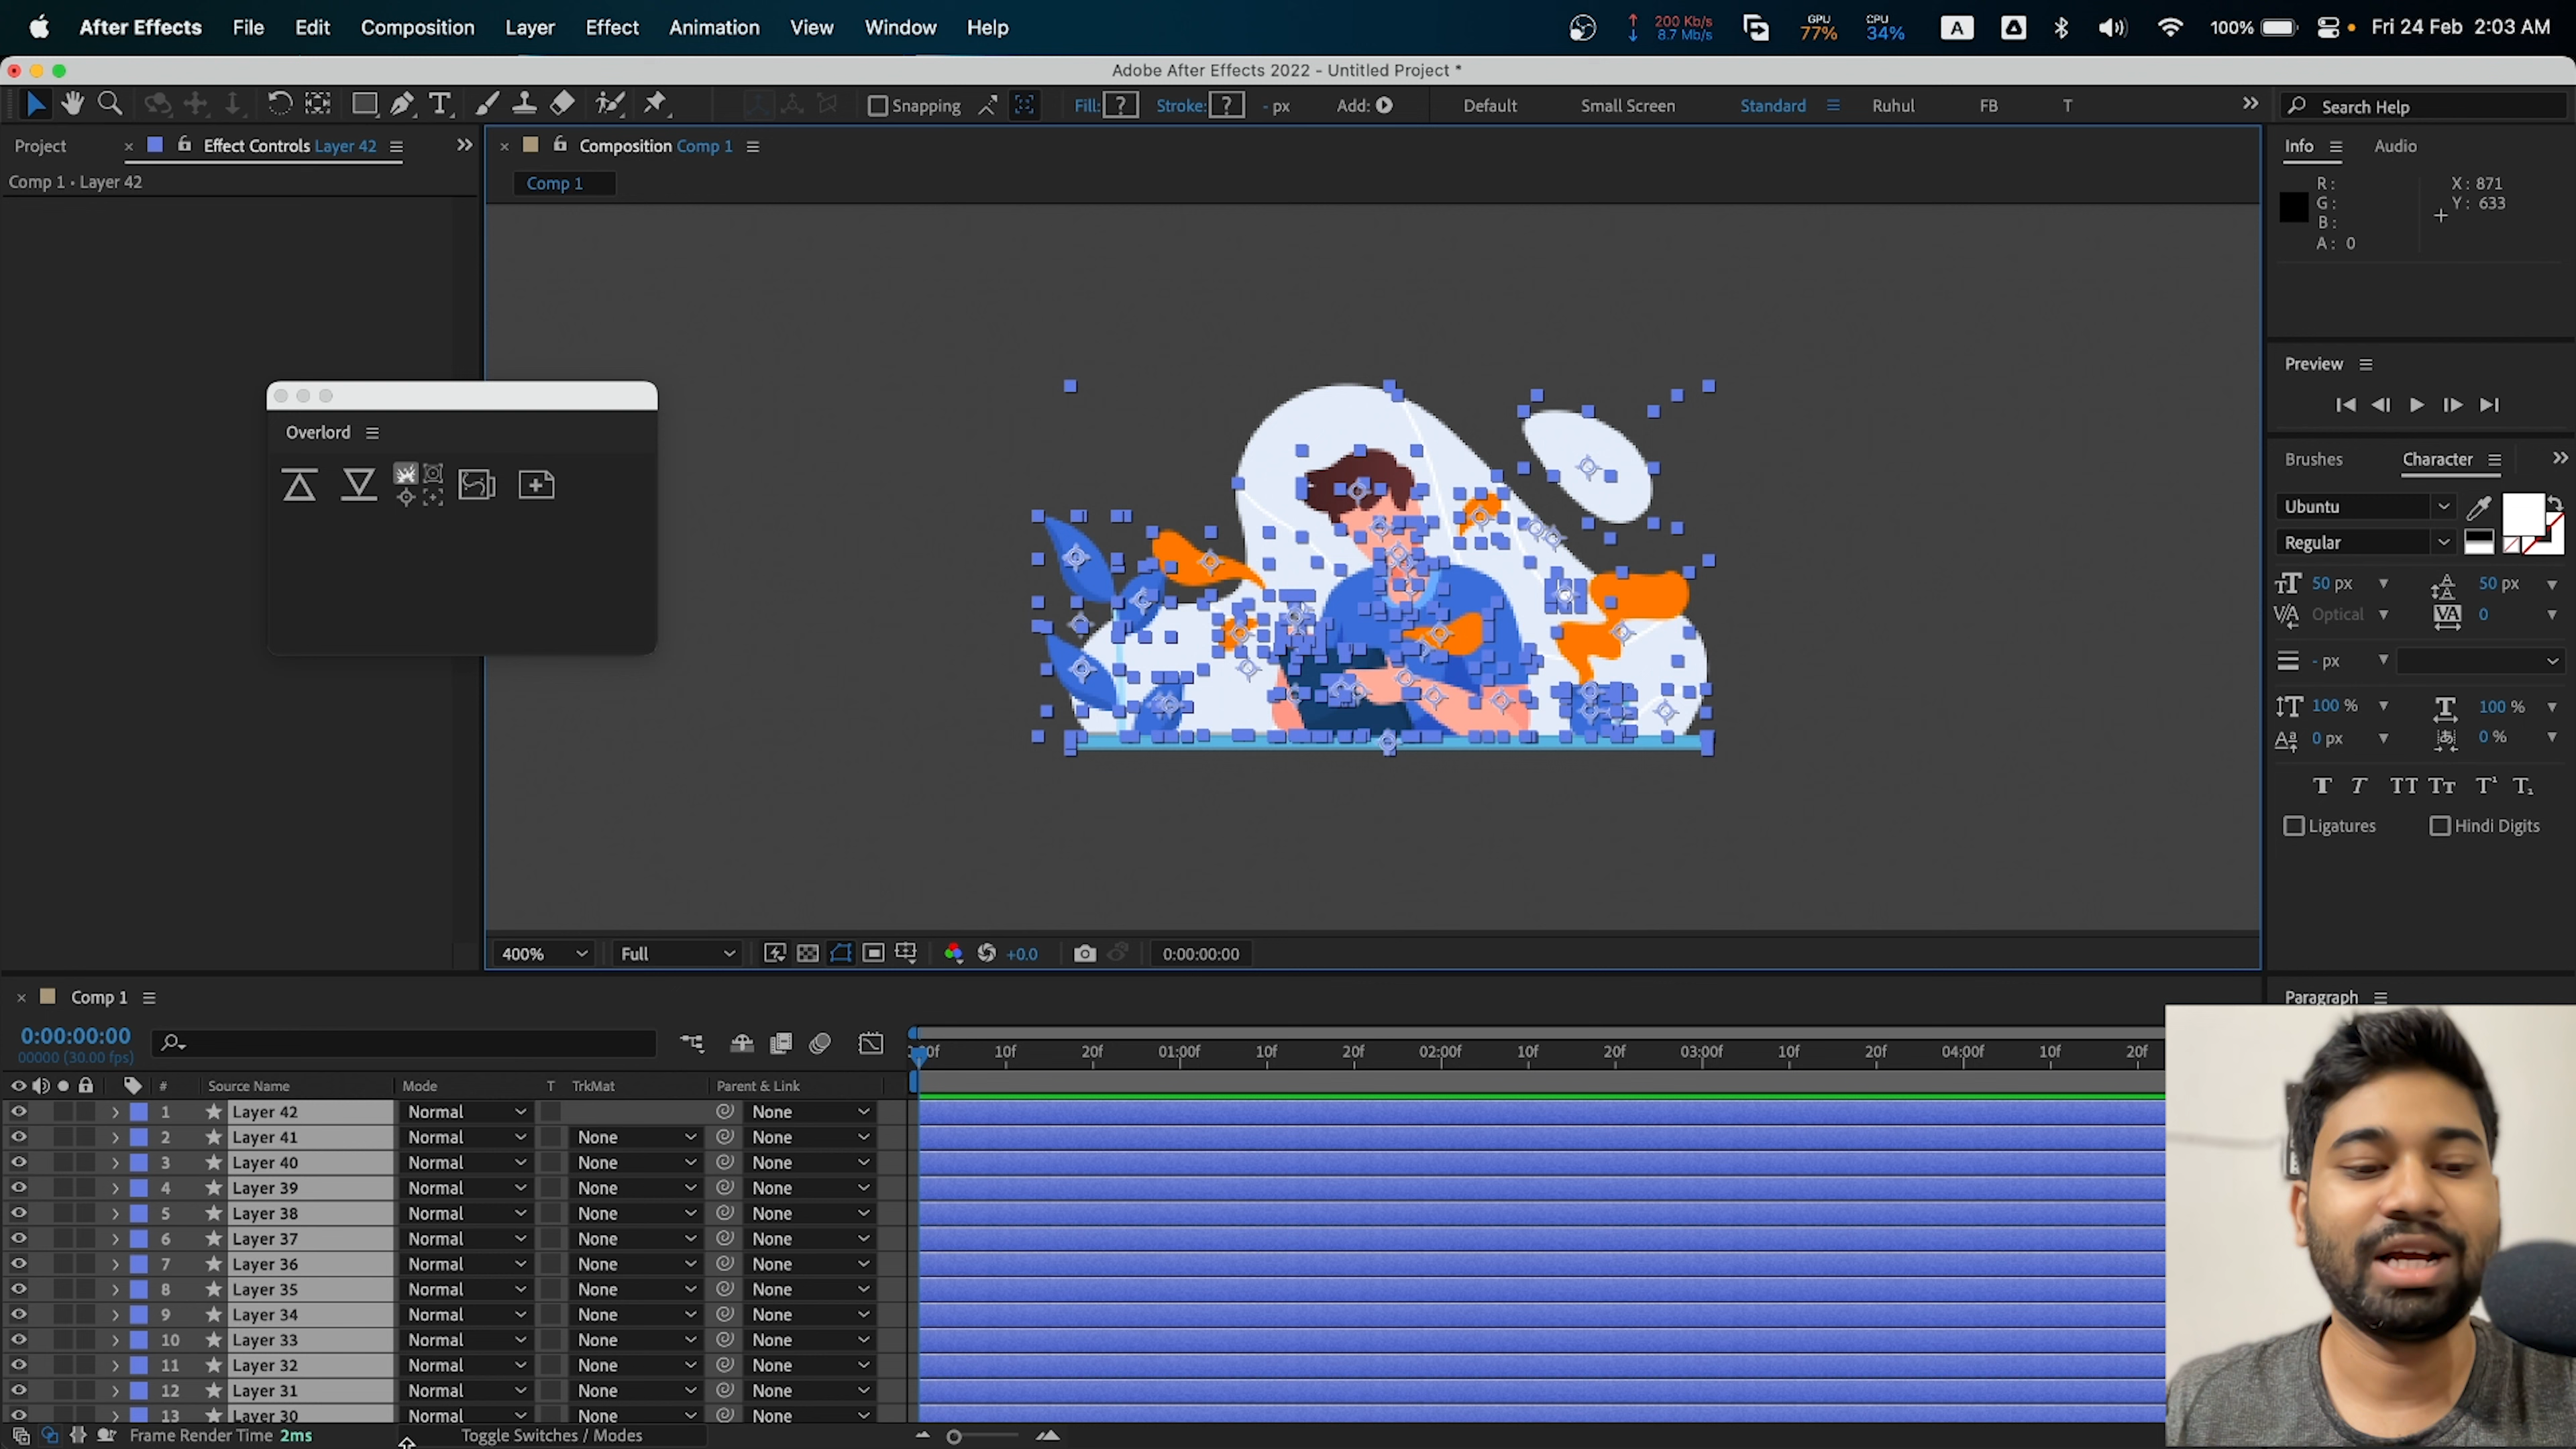 After Effects File Edit Composition Layer Effect Animation View Window Help 200 Kb/s 8.7 Mb/s GPU 77% CPU 34% A 100% Fri 24 Feb 2:03 AM
Adobe After Effects 2022 - Untitled Project *
Snapping Fill: ? Stroke: ? - px Add: Default Small Screen Standard Ruhul FB T Search Help
Project × Effect Controls Layer 42 × Composition Comp 1 Info Audio
Comp 1 • Layer 42
Comp 1
R: X: 871
G: Y: 633
B:
A: 0
Preview
Overlord
Brushes Character
Ubuntu
Regular
50 px 50 px
Optical 0
- px
100 % 100 %
0 px 0 %
T T TT Tт T¹ T₁
Ligatures Hindi Digits
400% Full +0.0 0:00:00:00
× Comp 1 Paragraph
0:00:00:00
00000 (30.00 fps)
10f 20f 01:00f 10f 20f 02:00f 10f 20f 03:00f 10f 20f 04:00f 10f 20f
# Source Name Mode T TrkMat Parent & Link
1 Layer 42 Normal None
2 Layer 41 Normal None None
3 Layer 40 Normal None None
4 Layer 39 Normal None None
5 Layer 38 Normal None None
6 Layer 37 Normal None None
7 Layer 36 Normal None None
8 Layer 35 Normal None None
9 Layer 34 Normal None None
10 Layer 33 Normal None None
11 Layer 32 Normal None None
12 Layer 31 Normal None None
13 Layer 30 Normal None None
Frame Render Time 2ms Toggle Switches / Modes